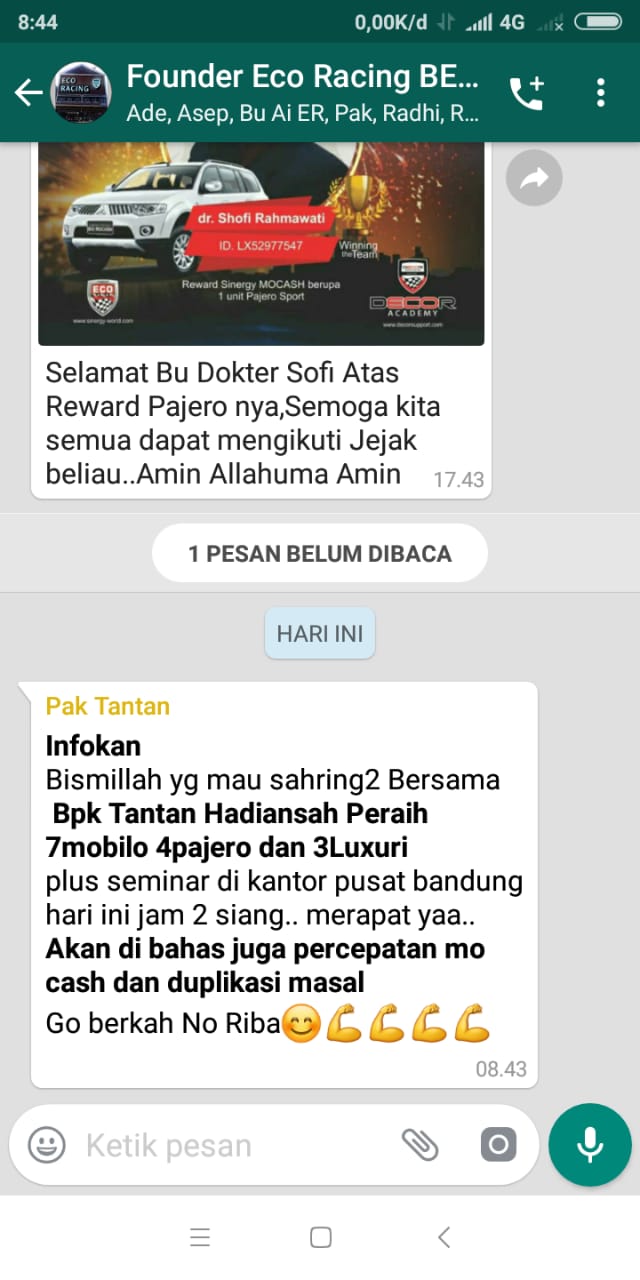 8:44
0,00K/d
4G
Founder Eco Racing BE...
Ade, Asep, Bu Ai ER, Pak, Radhi, R...
dr. Shofi Rahmawati
ID. LX52977547
Winning
the Team
ECO
Reward Sinergy MOCASH berupa
1 unit Pajero Sport
DECOR
ACADEMY
www.sinergy-world.com
www.decorsupport.com
Selamat Bu Dokter Sofi Atas
Reward Pajero nya,Semoga kita
semua dapat mengikuti Jejak
beliau..Amin Allahuma Amin
17.43
1 PESAN BELUM DIBACA
HARI INI
Pak Tantan
Infokan
Bismillah yg mau sahring2 Bersama
Bpk Tantan Hadiansah Peraih
7mobilo 4pajero dan 3Luxuri
plus seminar di kantor pusat bandung
hari ini jam 2 siang.. merapat yaa..
Akan di bahas juga percepatan mo
cash dan duplikasi masal
Go berkah No Riba😊💪💪💪💪
08.43
Ketik pesan